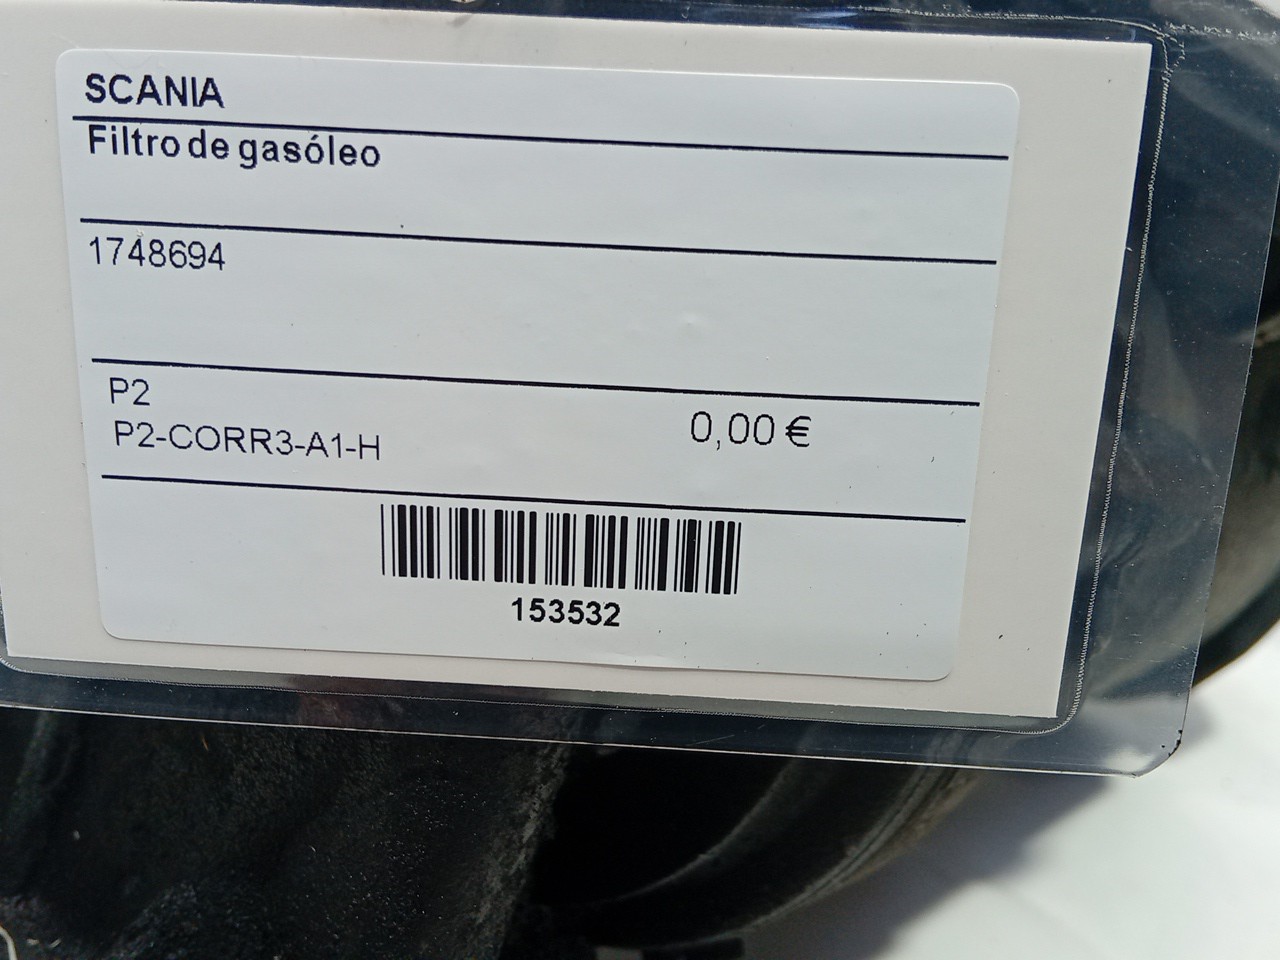 SCANIA
Filtro de gasóleo
1748694
P2
P2-CORR3-A1-H
0,00 €
153532